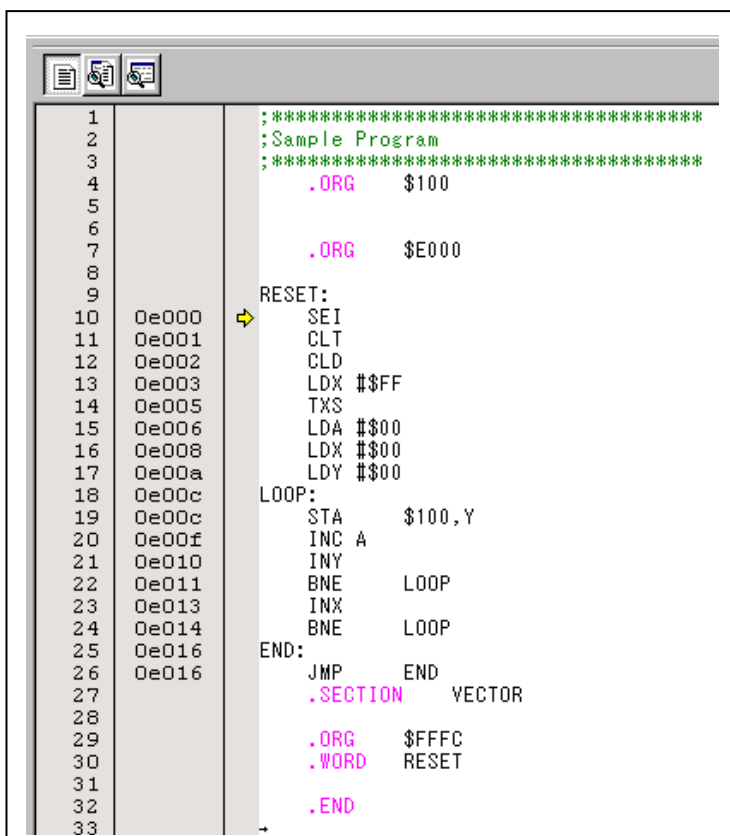 1 ;************************************
2 ;Sample Program
3 ;************************************
4 .ORG $100
5
6
7 .ORG $E000
8
9 RESET:
10 0e000 SEI
11 0e001 CLT
12 0e002 CLD
13 0e003 LDX #$FF
14 0e005 TXS
15 0e006 LDA #$00
16 0e008 LDX #$00
17 0e00a LDY #$00
18 0e00c LOOP:
19 0e00c STA $100,Y
20 0e00f INC A
21 0e010 INY
22 0e011 BNE LOOP
23 0e013 INX
24 0e014 BNE LOOP
25 0e016 END:
26 0e016 JMP END
27 .SECTION VECTOR
28
29 .ORG $FFFC
30 .WORD RESET
31
32 .END
33